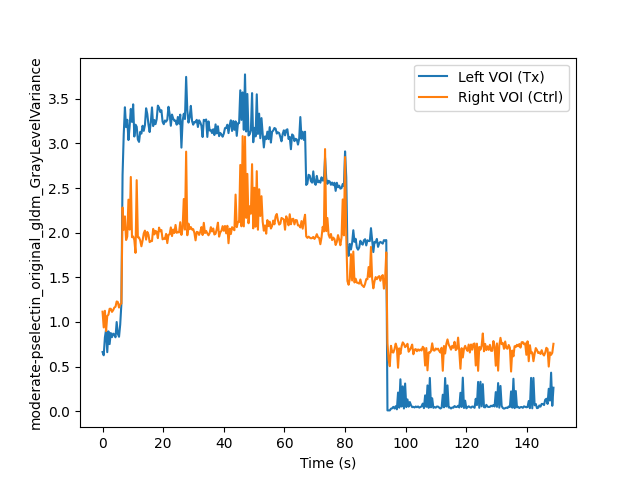 moderate-pselectin_original_gldm_GrayLevelVariance
3.5
3.0
2.5
2.0
1.5
1.0
0.5
0.0
Left VOI (Tx)
Right VOI (Ctrl)
0 20 40 60 80 100 120 140
Time (s)